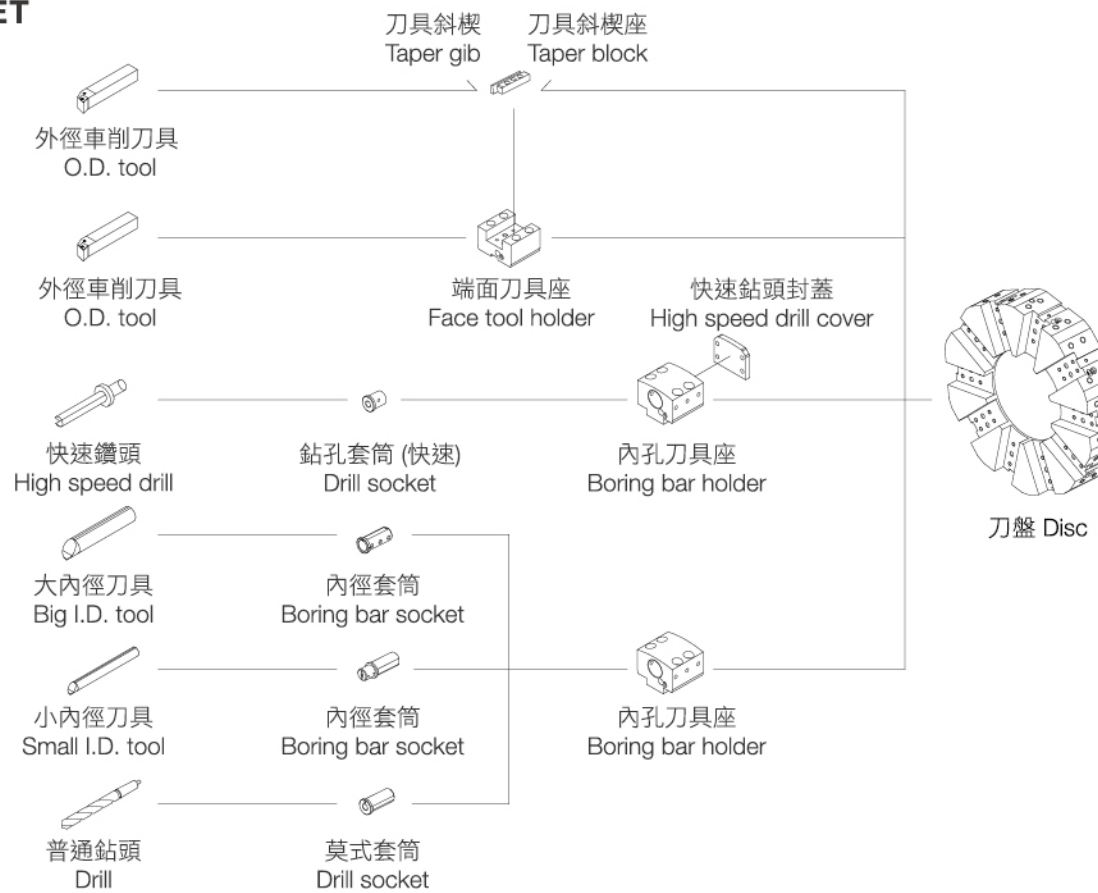 ET
刀具斜楔
Taper gib
刀具斜楔座
Taper block
外徑車削刀具
O.D. tool
外徑車削刀具
O.D. tool
端面刀具座
Face tool holder
快速鉆頭封蓋
High speed drill cover
快速鑽頭
High speed drill
鉆孔套筒 (快速)
Drill socket
內孔刀具座
Boring bar holder
刀盤 Disc
大內徑刀具
Big I.D. tool
內徑套筒
Boring bar socket
小內徑刀具
Small I.D. tool
內徑套筒
Boring bar socket
內孔刀具座
Boring bar holder
普通鉆頭
Drill
莫式套筒
Drill socket